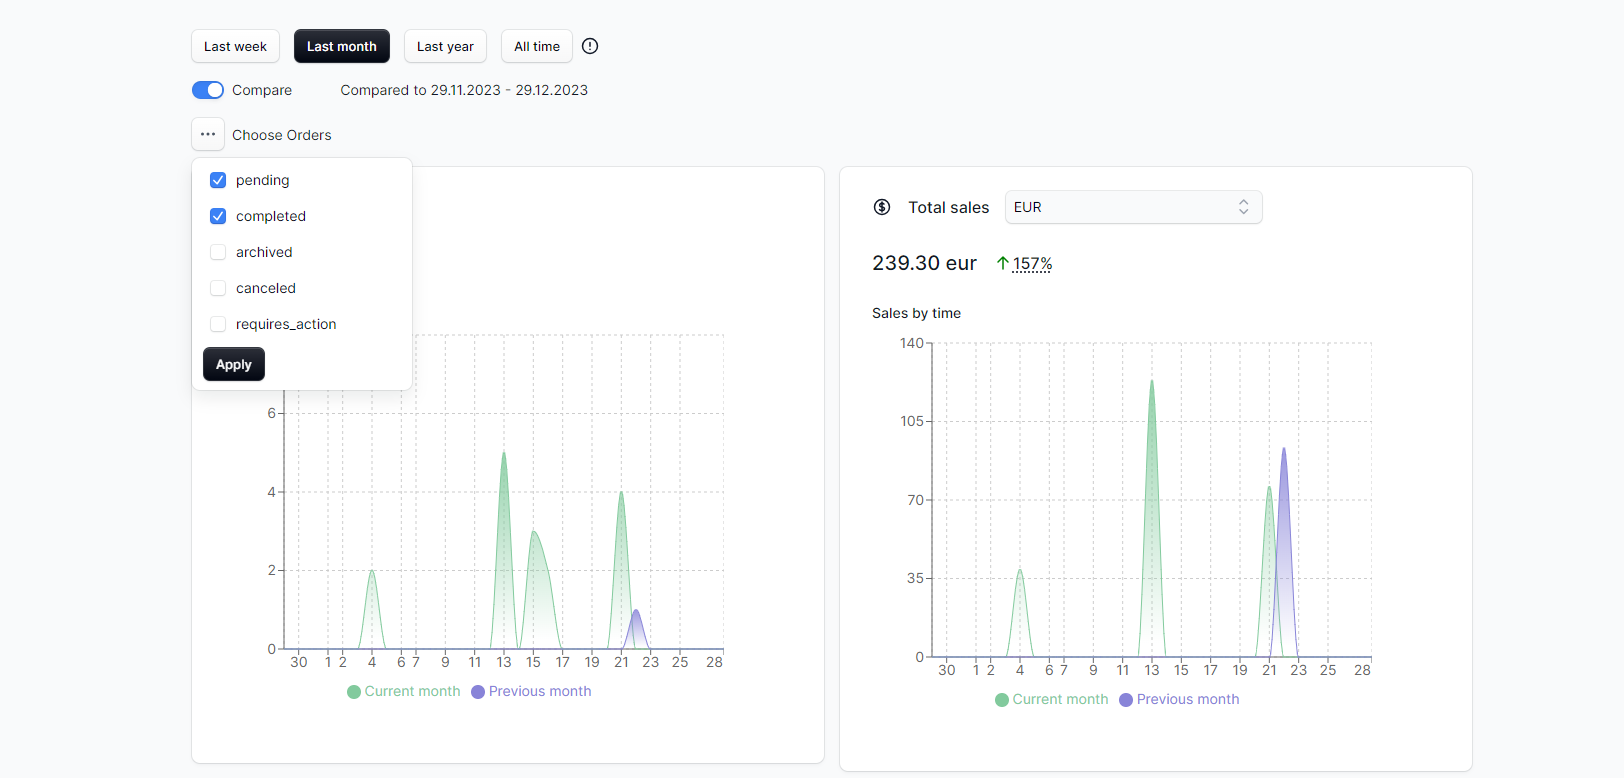 Last week Last month Last year All time
Compare Compared to 29.11.2023 - 29.12.2023
Choose Orders
pending
completed
archived
canceled
requires_action
Apply
6
4
2
0
30 1 2 4 6 7 9 11 13 15 17 19 21 23 25 28
Current month Previous month
Total sales EUR
239.30 eur 157%
Sales by time
140
105
70
35
0
30 1 2 4 6 7 9 11 13 15 17 19 21 23 25 28
Current month Previous month